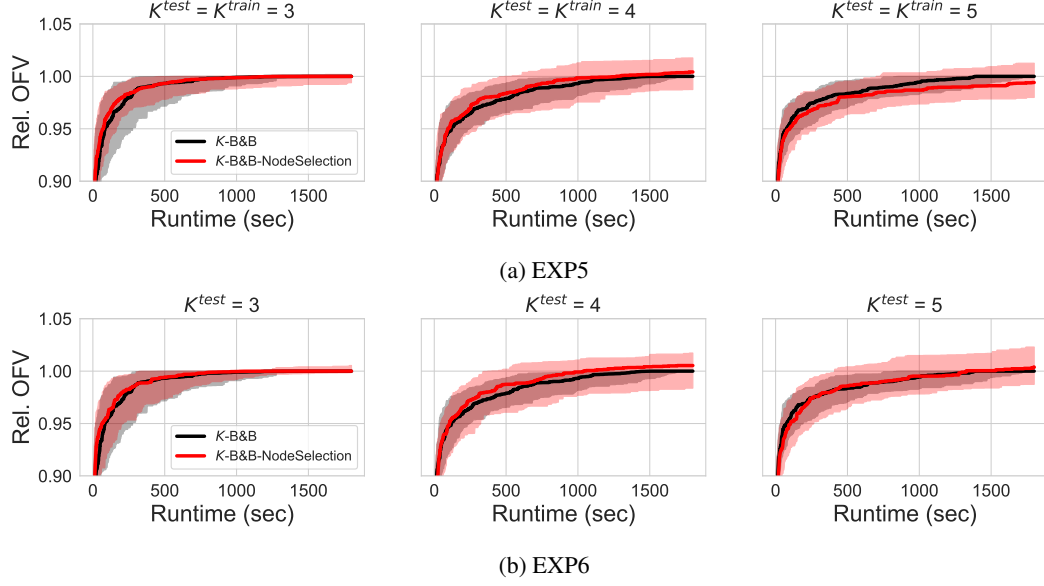 K^test = K^train = 3
K^test = K^train = 4
K^test = K^train = 5
1.05
1.00
0.95
0.90
Rel. OFV
K-B&B
K-B&B-NodeSelection
0 500 1000 1500
0 500 1000 1500
0 500 1000 1500
Runtime (sec)
Runtime (sec)
Runtime (sec)
(a) EXP5
K^test = 3
K^test = 4
K^test = 5
1.05
1.00
0.95
0.90
Rel. OFV
K-B&B
K-B&B-NodeSelection
0 500 1000 1500
0 500 1000 1500
0 500 1000 1500
Runtime (sec)
Runtime (sec)
Runtime (sec)
(b) EXP6